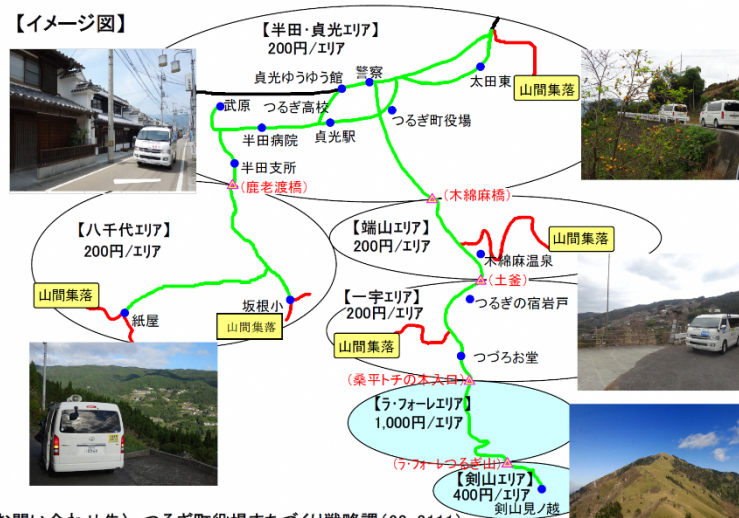 【イメージ図】
【半田・貞光エリア】
200円/エリア
貞光ゆうゆう館
警察
太田東
山間集落
武原
つるぎ高校
つるぎ町役場
半田病院
貞光駅
半田支所
(鹿老渡橋)
(木綿麻橋)
【八千代エリア】
200円/エリア
【端山エリア】
200円/エリア
山間集落
木綿麻温泉
(土釜)
山間集落
紙屋
坂根小
山間集落
【一宇エリア】
200円/エリア
つるぎの宿岩戸
山間集落
つづろお堂
(桑平トチの木入口)
【ラ・フォーレエリア】
1,000円/エリア
(ラ・フォーレつるぎ山)
【剣山エリア】
400円/エリア
剣山見ノ越